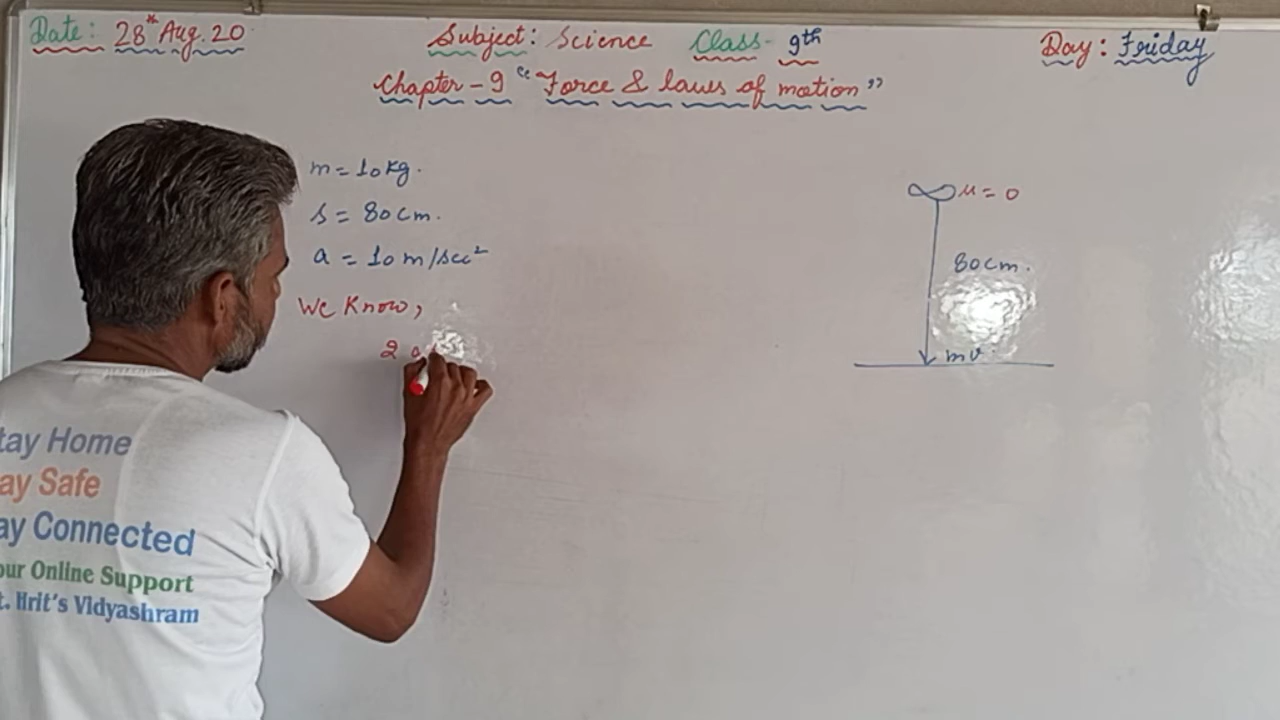 Date: 28th Aug. 20
Subject: Science Class- 9th
Day: Friday
Chapter-9 "Force & laws of motion"
m = 10 kg.
s = 80 cm.
a = 10 m/sec²
We Know,
2 a
u = 0
80 cm.
mv
tay Home
ay Safe
ay Connected
our Online Support
t. Hrit's Vidyashram